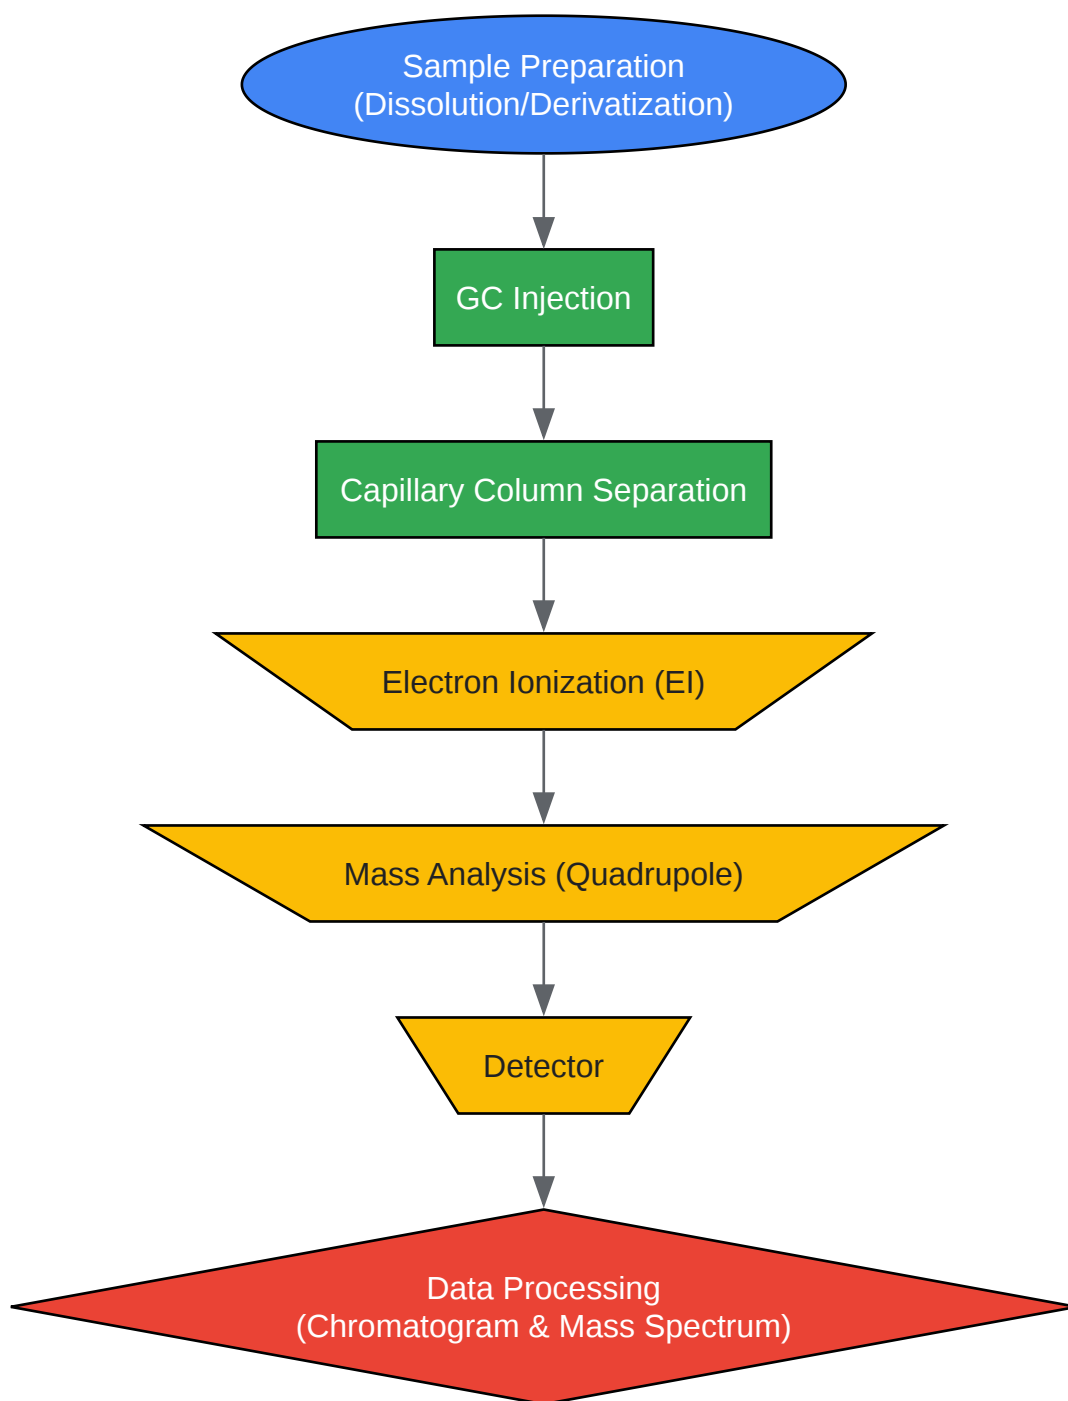 Sample Preparation
(Dissolution/Derivatization)
GC Injection
Capillary Column Separation
Electron Ionization (EI)
Mass Analysis (Quadrupole)
Detector
Data Processing
(Chromatogram & Mass Spectrum)